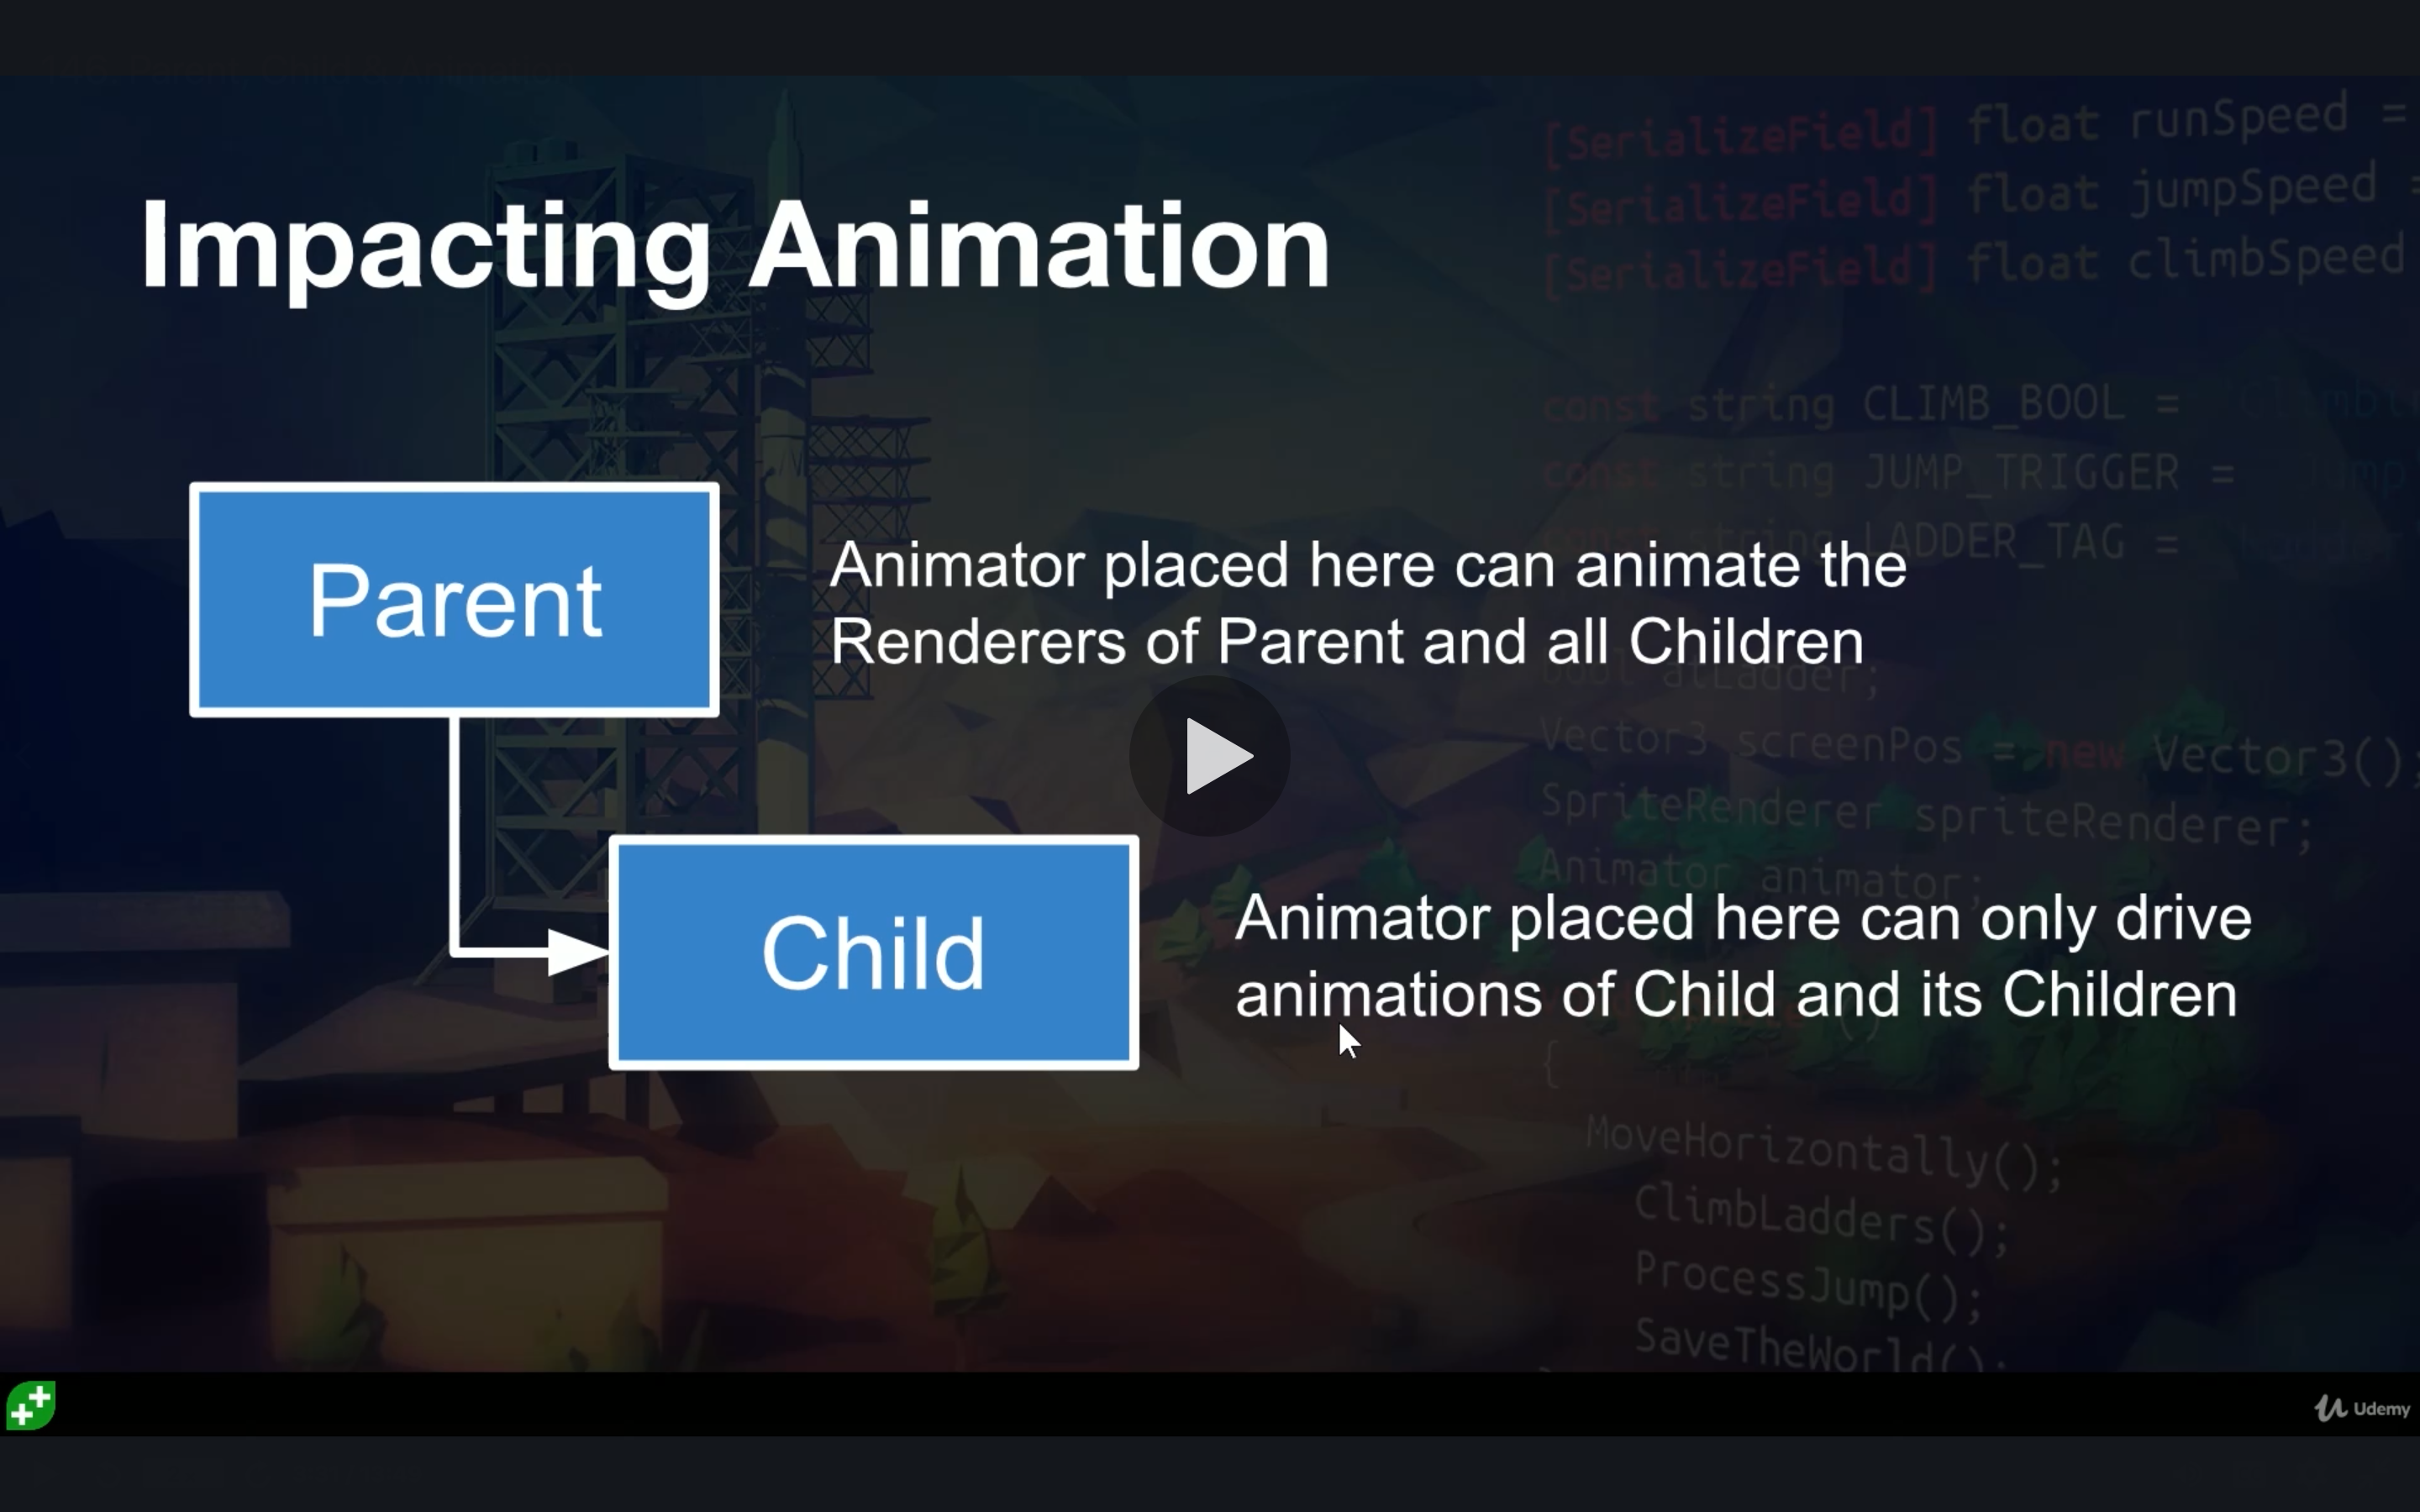 Impacting Animation
[SerializeField] float runSpeed =
[SerializeField] float jumpSpeed =
[SerializeField] float climbSpeed
const string CLIMB_BOOL =
const string JUMP_TRIGGER =
const string LADDER_TAG =
Parent
Animator placed here can animate the
Renderers of Parent and all Children
bool atLadder;
Vector3 screenPos = new Vector3();
SpriteRenderer spriteRenderer;
Animator animator;
Child
Animator placed here can only drive
animations of Child and its Children
{
MoveHorizontally();
ClimbLadders();
ProcessJump();
SaveTheWorld();
Udemy